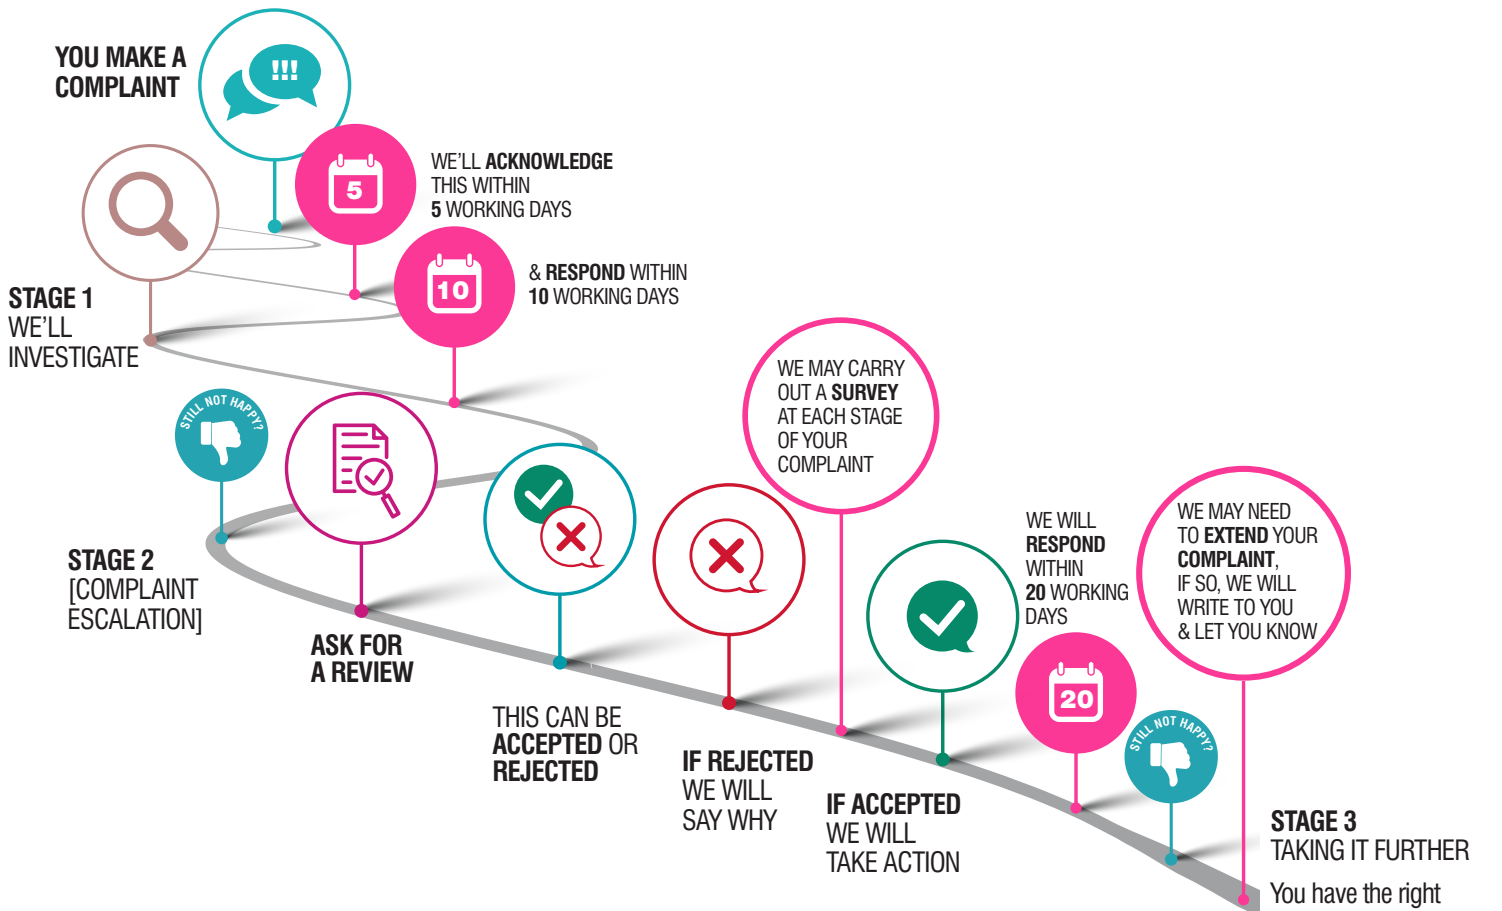 YOU MAKE A
COMPLAINT
!!!
5
WE'LL ACKNOWLEDGE
THIS WITHIN
5 WORKING DAYS
STAGE 1
WE'LL
INVESTIGATE
10
& RESPOND WITHIN
10 WORKING DAYS
STILL NOT HAPPY?
STAGE 2
[COMPLAINT
ESCALATION]
ASK FOR
A REVIEW
THIS CAN BE
ACCEPTED OR
REJECTED
IF REJECTED
WE WILL
SAY WHY
WE MAY CARRY
OUT A SURVEY
AT EACH STAGE
OF YOUR
COMPLAINT
IF ACCEPTED
WE WILL
TAKE ACTION
WE WILL
RESPOND
WITHIN
20 WORKING
DAYS
20
STILL NOT HAPPY?
WE MAY NEED
TO EXTEND YOUR
COMPLAINT,
IF SO, WE WILL
WRITE TO YOU
& LET YOU KNOW
STAGE 3
TAKING IT FURTHER
You have the right